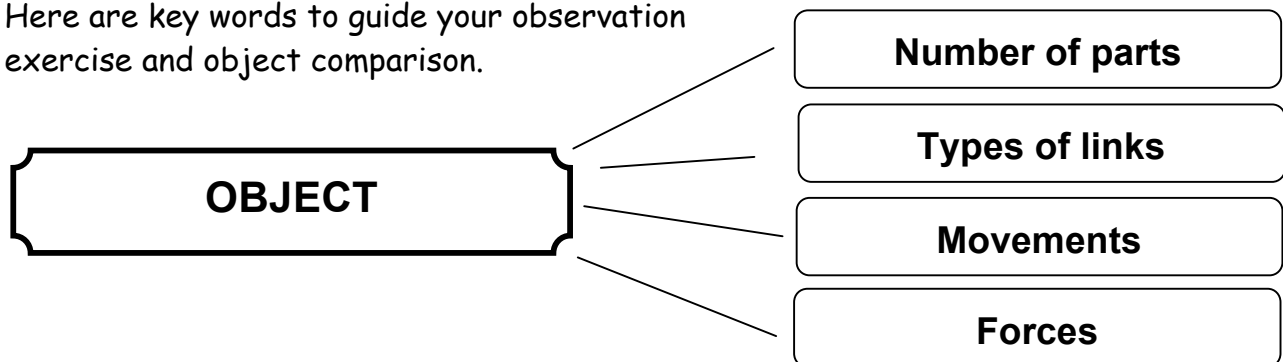 Here are key words to guide your observation
exercise and object comparison.
OBJECT
Number of parts
Types of links
Movements
Forces